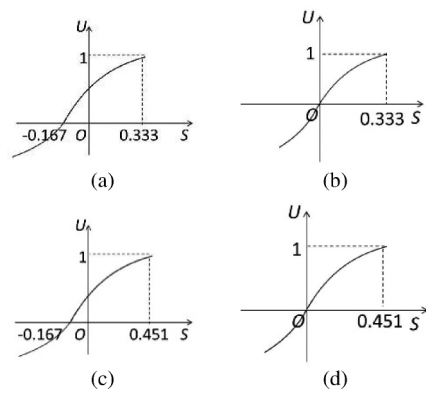 U
1
-0.167 O 0.333 S
(a)
U
1
O 0.333 S
(b)
U
1
-0.167 O 0.451 S
(c)
U
1
O 0.451 S
(d)